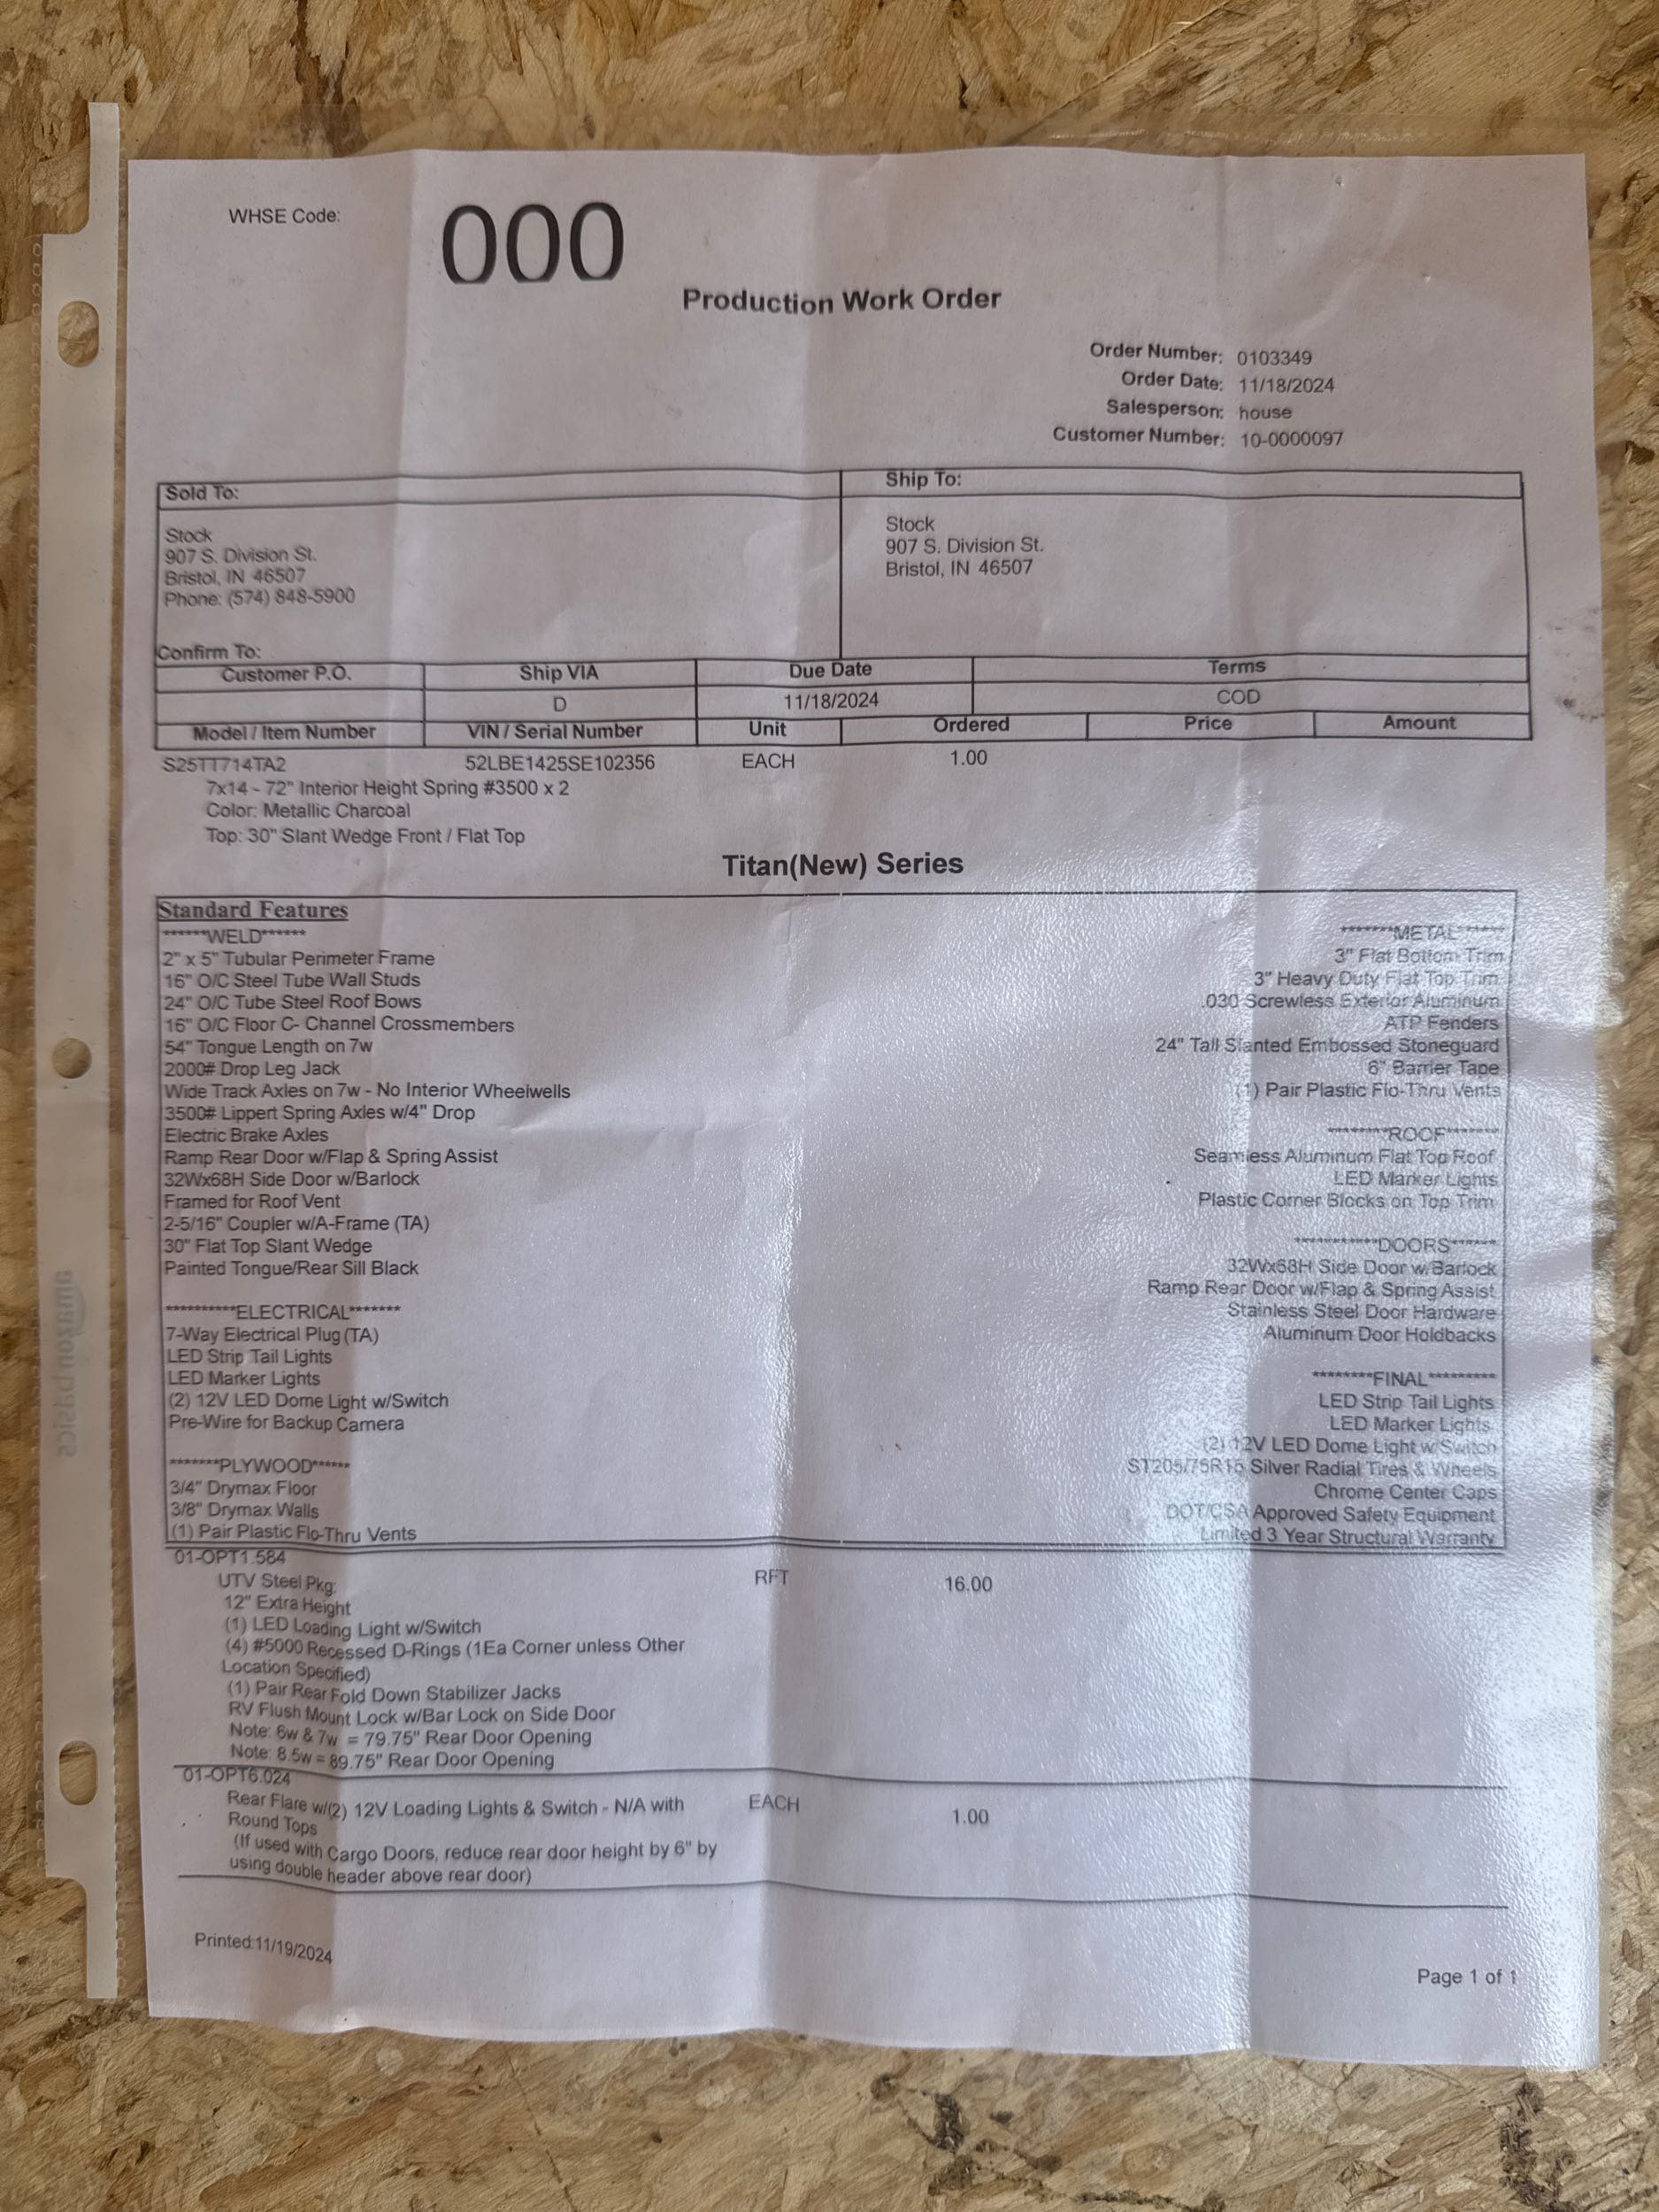 WHSE Code:
000
Production Work Order
Order Number: 0103349
Order Date: 11/18/2024
Salesperson: house
Customer Number: 10-0000097
Sold To:
Stock
907 S. Division St.
Bristol, IN 46507
Phone: (574) 848-5900
Ship To:
Stock
907 S. Division St.
Bristol, IN 46507
Confirm To:
Customer P.O. Ship VIA Due Date Terms
D 11/18/2024 COD
Model / Item Number VIN / Serial Number Unit Ordered Price Amount
S25TT714TA2 52LBE1425SE102356 EACH 1.00
7x14 - 72" Interior Height Spring #3500 x 2
Color: Metallic Charcoal
Top: 30" Slant Wedge Front / Flat Top
Titan(New) Series
Standard Features
******WELD******
2" x 5" Tubular Perimeter Frame
16" O/C Steel Tube Wall Studs
24" O/C Tube Steel Roof Bows
16" O/C Floor C- Channel Crossmembers
54" Tongue Length on 7w
2000# Drop Leg Jack
Wide Track Axles on 7w - No Interior Wheelwells
3500# Lippert Spring Axles w/4" Drop
Electric Brake Axles
Ramp Rear Door w/Flap & Spring Assist
32Wx68H Side Door w/Barlock
Framed for Roof Vent
2-5/16" Coupler w/A-Frame (TA)
30" Flat Top Slant Wedge
Painted Tongue/Rear Sill Black
**********ELECTRICAL*******
7-Way Electrical Plug (TA)
LED Strip Tail Lights
LED Marker Lights
(2) 12V LED Dome Light w/Switch
Pre-Wire for Backup Camera
*******PLYWOOD*****
3/4" Drymax Floor
3/8" Drymax Walls
(1) Pair Plastic Flo-Thru Vents
*******METAL******
3" Flat Bottom Trim
3" Heavy Duty Flat Top Trim
.030 Screwless Exterior Aluminum
ATP Fenders
24" Tall Slanted Embossed Stoneguard
6" Barrier Tape
(1) Pair Plastic Flo-Thru Vents
********ROOF*******
Seamless Aluminum Flat Top Roof
LED Marker Lights
Plastic Corner Blocks on Top Trim
***********DOORS******
32Wx68H Side Door w/Barlock
Ramp Rear Door w/Flap & Spring Assist
Stainless Steel Door Hardware
Aluminum Door Holdbacks
********FINAL*********
LED Strip Tail Lights
LED Marker Lights
(2) 12V LED Dome Light w/Switch
ST205/75R15 Silver Radial Tires & Wheels
Chrome Center Caps
DOT/CSA Approved Safety Equipment
Limited 3 Year Structural Warranty
01-OPT1.584
UTV Steel Pkg: RFT 16.00
12" Extra Height
(1) LED Loading Light w/Switch
(4) #5000 Recessed D-Rings (1Ea Corner unless Other
Location Specified)
(1) Pair Rear Fold Down Stabilizer Jacks
RV Flush Mount Lock w/Bar Lock on Side Door
Note: 6w & 7w = 79.75" Rear Door Opening
Note: 8.5w = 89.75" Rear Door Opening
01-OPT6.024
Rear Flare w/(2) 12V Loading Lights & Switch - N/A with EACH 1.00
Round Tops
(If used with Cargo Doors, reduce rear door height by 6" by
using double header above rear door)
Printed:11/19/2024
Page 1 of 1
amazonbasics